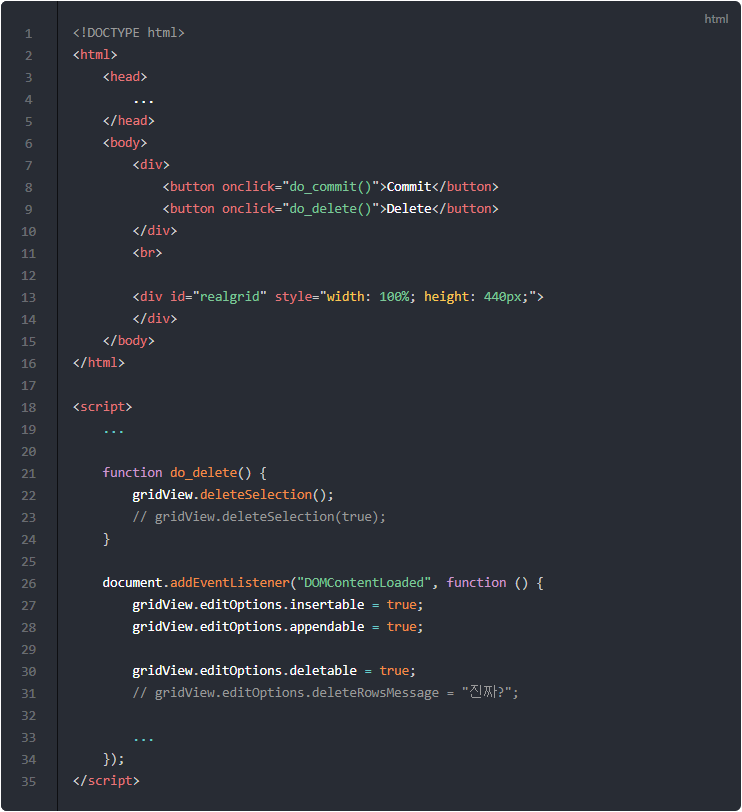 html
1 <!DOCTYPE html>
2 <html>
3     <head>
4         ...
5     </head>
6     <body>
7         <div>
8             <button onclick="do_commit()">Commit</button>
9             <button onclick="do_delete()">Delete</button>
10         </div>
11         <br>
12
13         <div id="realgrid" style="width: 100%; height: 440px;">
14         </div>
15     </body>
16 </html>
17
18 <script>
19     ...
20
21     function do_delete() {
22         gridView.deleteSelection();
23         // gridView.deleteSelection(true);
24     }
25
26     document.addEventListener("DOMContentLoaded", function () {
27         gridView.editOptions.insertable = true;
28         gridView.editOptions.appendable = true;
29
30         gridView.editOptions.deletable = true;
31         // gridView.editOptions.deleteRowsMessage = "진짜?";
32
33         ...
34     });
35 </script>